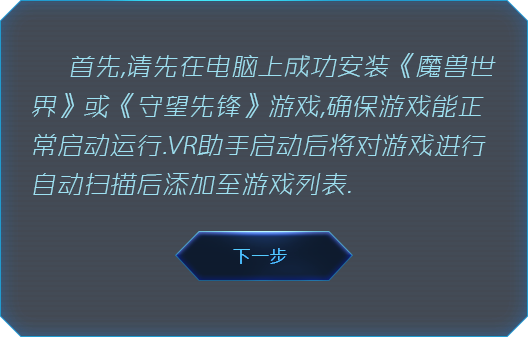 首先,请先在电脑上成功安装《魔兽世
界》或《守望先锋》游戏,确保游戏能正
常启动运行.VR助手启动后将对游戏进行
自动扫描后添加至游戏列表.
下一步